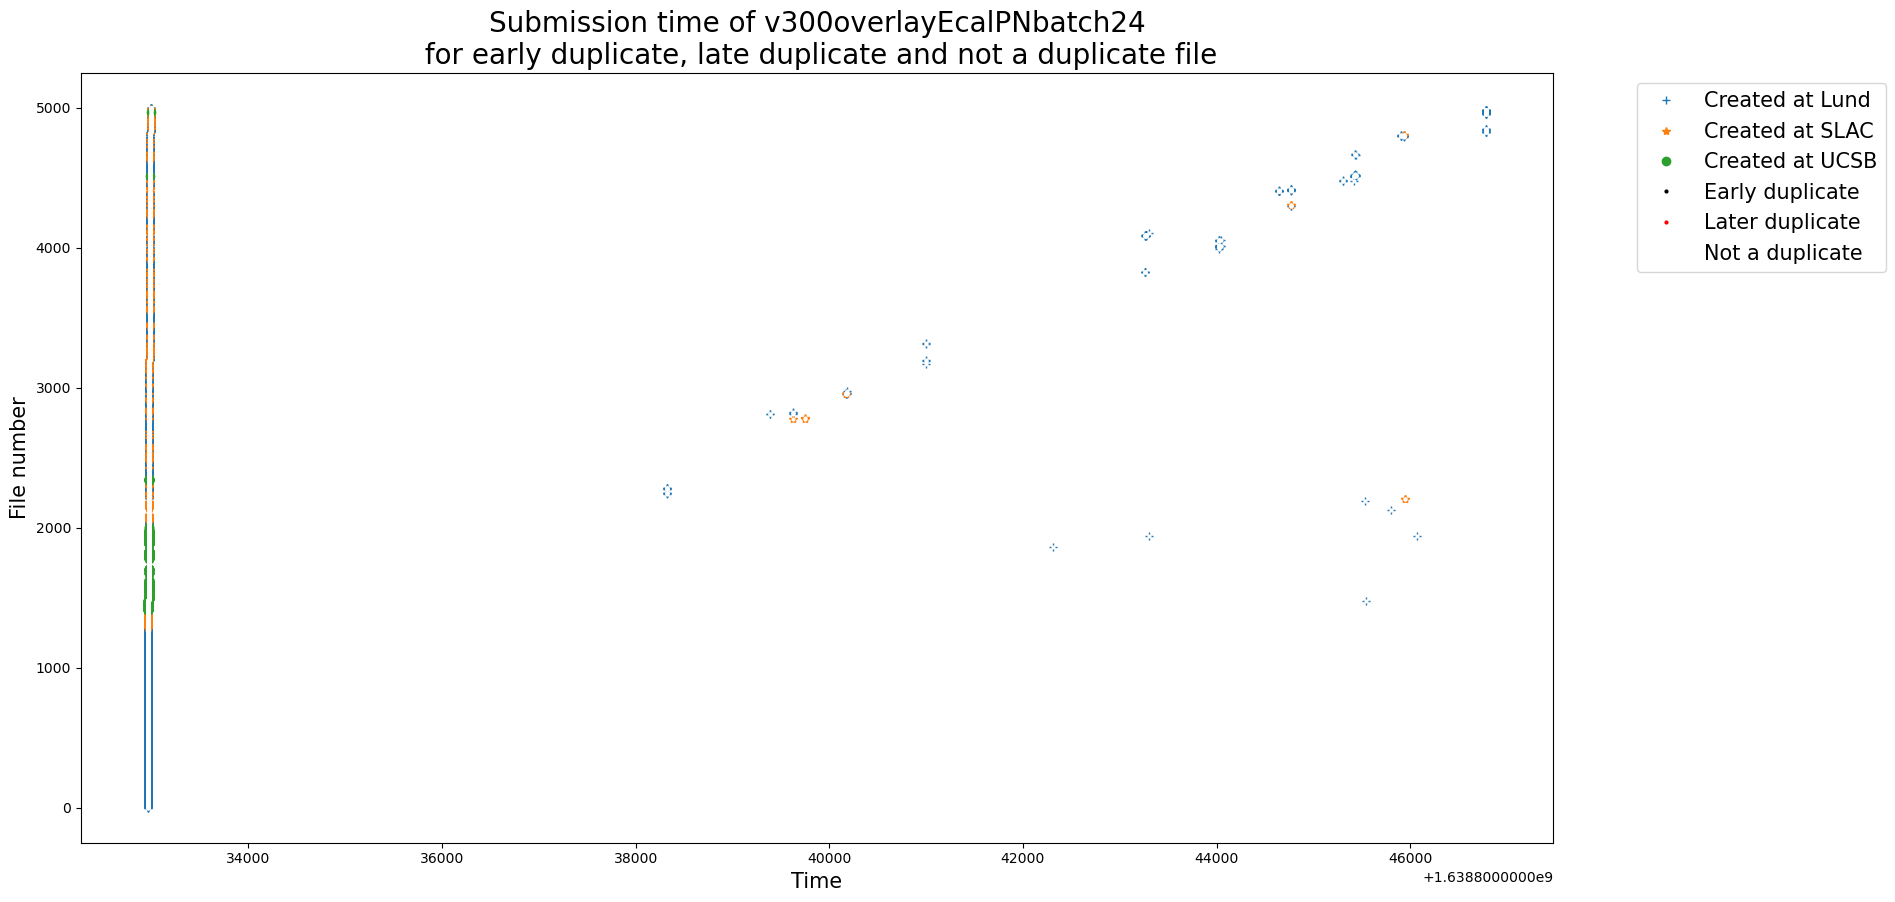 Submission time of v300overlayEcalPNbatch24
for early duplicate, late duplicate and not a duplicate file
Created at Lund
Created at SLAC
Created at UCSB
Early duplicate
Later duplicate
Not a duplicate
File number
5000
4000
3000
2000
1000
0
34000
36000
38000
40000
42000
44000
46000
+1.6388000000e9
Time